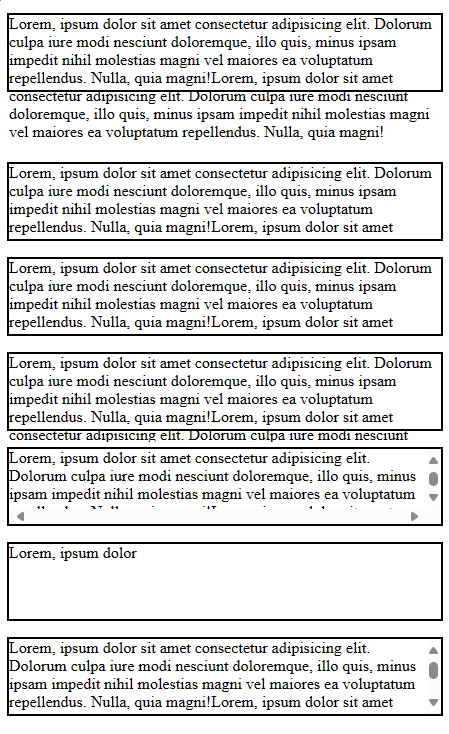 Lorem, ipsum dolor sit amet consectetur adipisicing elit. Dolorum
culpa iure modi nesciunt doloremque, illo quis, minus ipsam
impedit nihil molestias magni vel maiores ea voluptatum
repellendus. Nulla, quia magni!Lorem, ipsum dolor sit amet
consectetur adipisicing elit. Dolorum culpa iure modi nesciunt
doloremque, illo quis, minus ipsam impedit nihil molestias magni
vel maiores ea voluptatum repellendus. Nulla, quia magni!
Lorem, ipsum dolor sit amet consectetur adipisicing elit. Dolorum
culpa iure modi nesciunt doloremque, illo quis, minus ipsam
impedit nihil molestias magni vel maiores ea voluptatum
repellendus. Nulla, quia magni!Lorem, ipsum dolor sit amet
Lorem, ipsum dolor sit amet consectetur adipisicing elit. Dolorum
culpa iure modi nesciunt doloremque, illo quis, minus ipsam
impedit nihil molestias magni vel maiores ea voluptatum
repellendus. Nulla, quia magni!Lorem, ipsum dolor sit amet
Lorem, ipsum dolor sit amet consectetur adipisicing elit. Dolorum
culpa iure modi nesciunt doloremque, illo quis, minus ipsam
impedit nihil molestias magni vel maiores ea voluptatum
repellendus. Nulla, quia magni!Lorem, ipsum dolor sit amet
consectetur adipisicing elit. Dolorum culpa iure modi nesciunt
Lorem, ipsum dolor sit amet consectetur adipisicing elit.
Dolorum culpa iure modi nesciunt doloremque, illo quis, minus
ipsam impedit nihil molestias magni vel maiores ea voluptatum
Lorem, ipsum dolor
Lorem, ipsum dolor sit amet consectetur adipisicing elit.
Dolorum culpa iure modi nesciunt doloremque, illo quis, minus
ipsam impedit nihil molestias magni vel maiores ea voluptatum
repellendus. Nulla, quia magni!Lorem, ipsum dolor sit amet